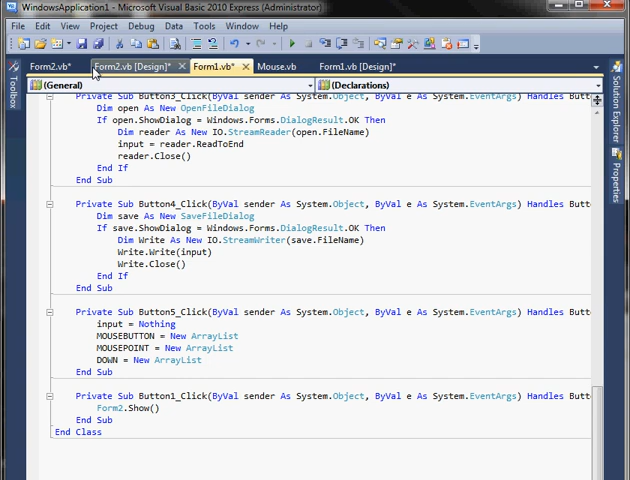 WindowsApplication1 - Microsoft Visual Basic 2010 Express (Administrator)
File Edit View Project Debug Data Tools Window Help
Form2.vb* Form2.vb [Design]* Form1.vb* Mouse.vb Form1.vb [Design]*
Toolbox
(General) (Declarations)
Private Sub Button3_Click(ByVal sender As System.Object, ByVal e As System.EventArgs) Handles Butt
Dim open As New OpenFileDialog
If open.ShowDialog = Windows.Forms.DialogResult.OK Then
Dim reader As New IO.StreamReader(open.FileName)
input = reader.ReadToEnd
reader.Close()
End If
End Sub
Private Sub Button4_Click(ByVal sender As System.Object, ByVal e As System.EventArgs) Handles Butt
Dim save As New SaveFileDialog
If save.ShowDialog = Windows.Forms.DialogResult.OK Then
Dim Write As New IO.StreamWriter(save.FileName)
Write.Write(input)
Write.Close()
End If
End Sub
Private Sub Button5_Click(ByVal sender As System.Object, ByVal e As System.EventArgs) Handles Butt
input = Nothing
MOUSEBUTTON = New ArrayList
MOUSEPOINT = New ArrayList
DOWN = New ArrayList
End Sub
Private Sub Button1_Click(ByVal sender As System.Object, ByVal e As System.EventArgs) Handles Butt
Form2.Show()
End Sub
End Class
Solution Explorer
Properties